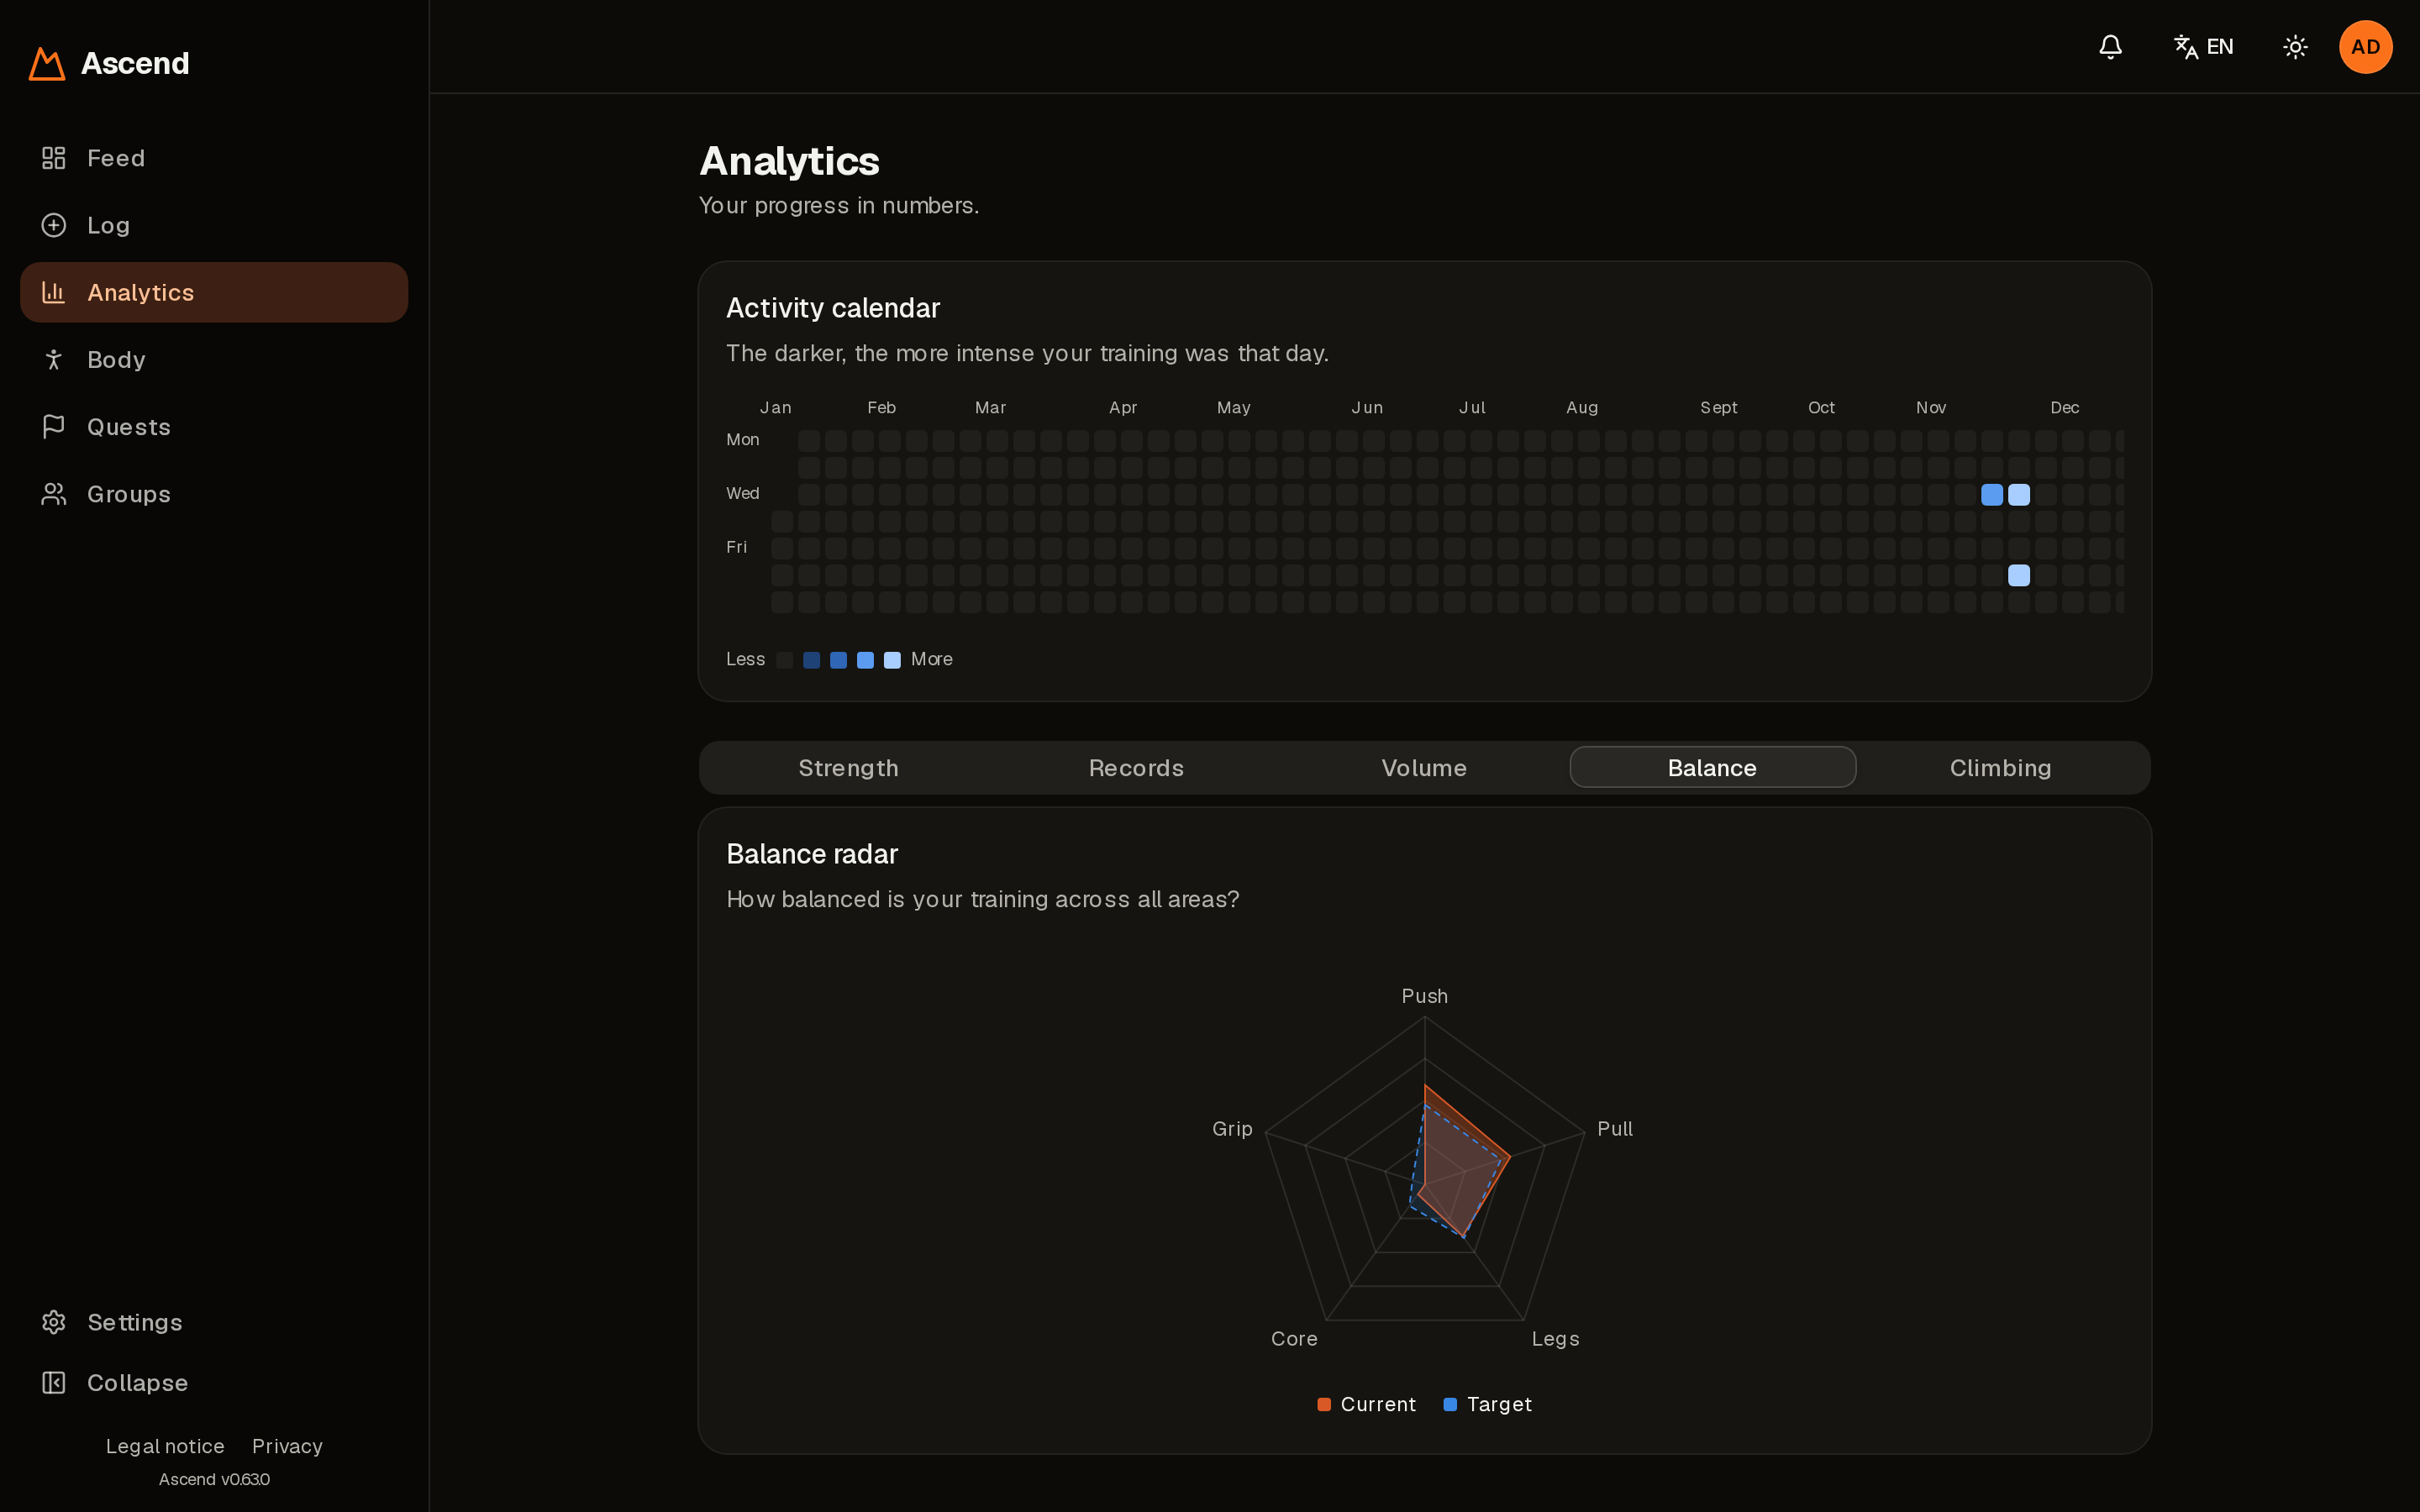 Ascend
EN
AD
Feed
Log
Analytics
Body
Quests
Groups
Settings
Collapse
Legal notice Privacy
Ascend v0.63.0
Analytics
Your progress in numbers.
Activity calendar
The darker, the more intense your training was that day.
Jan Feb Mar Apr May Jun Jul Aug Sept Oct Nov Dec
Mon
Wed
Fri
Less More
Strength Records Volume Balance Climbing
Balance radar
How balanced is your training across all areas?
Push
Grip Pull
Core Legs
Current Target